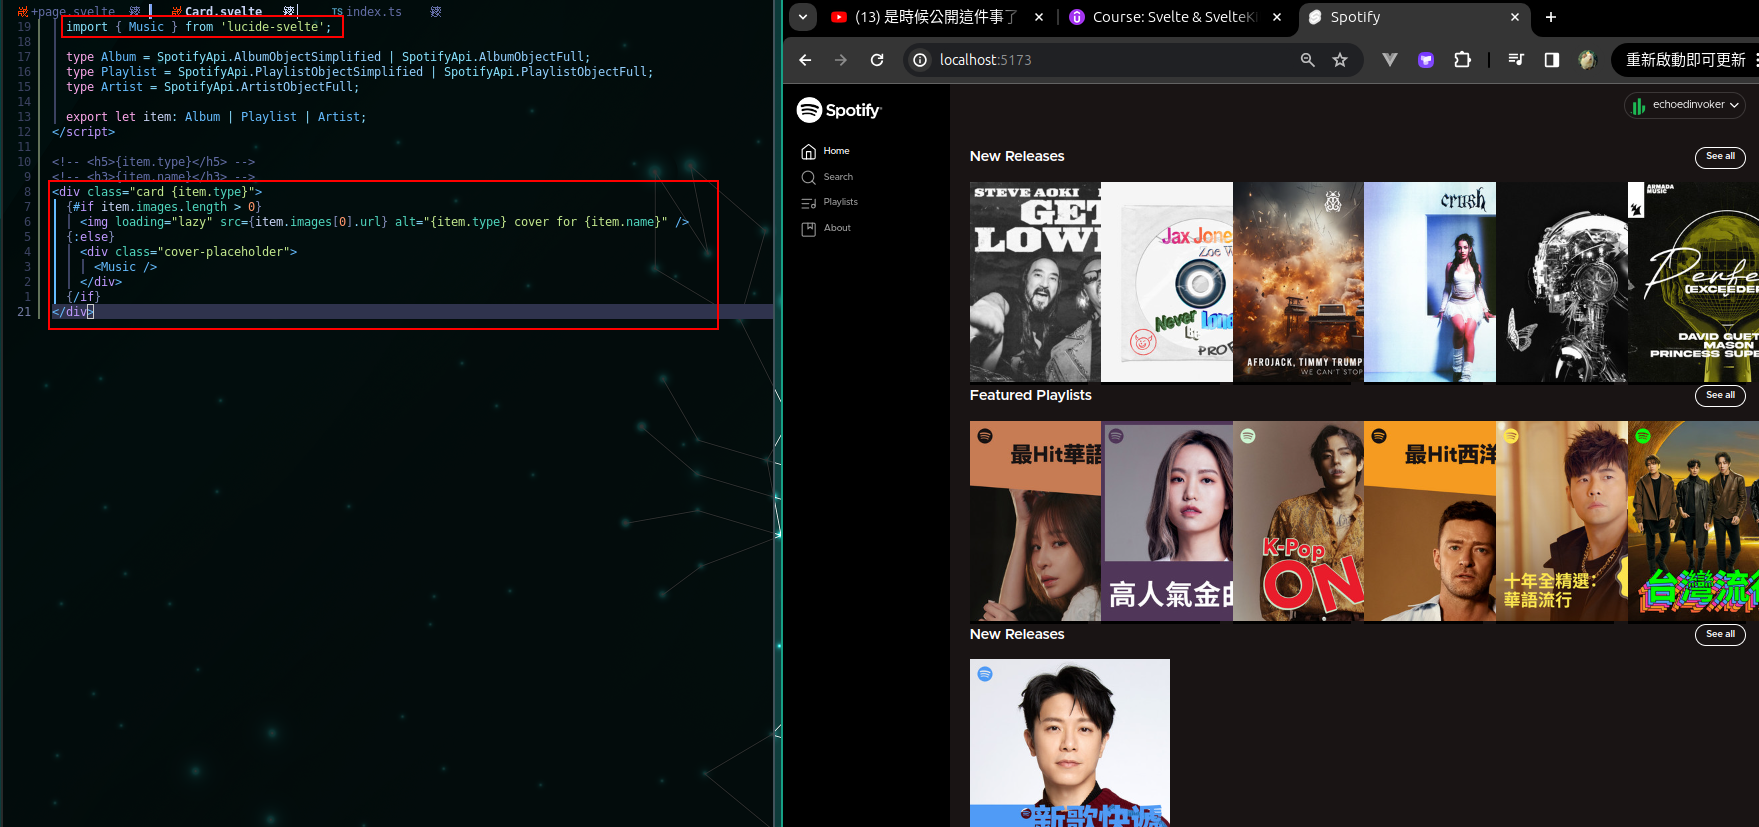 +page.svelte
Card.svelte
TS index.ts
19 import { Music } from 'lucide-svelte';
18
17 type Album = SpotifyApi.AlbumObjectSimplified | SpotifyApi.AlbumObjectFull;
16 type Playlist = SpotifyApi.PlaylistObjectSimplified | SpotifyApi.PlaylistObjectFull;
15 type Artist = SpotifyApi.ArtistObjectFull;
14
13 export let item: Album | Playlist | Artist;
12 </script>
11
10 <!-- <h5>{item.type}</h5> -->
9 <!-- <h3>{item.name}</h3> -->
8 <div class="card {item.type}">
7 {#if item.images.length > 0}
6 <img loading="lazy" src={item.images[0].url} alt="{item.type} cover for {item.name}" />
5 {:else}
4 <div class="cover-placeholder">
3 <Music />
2 </div>
1 {/if}
21 </div>
(13) 是時候公開這件事了
Course: Svelte & SvelteKi
Spotify
localhost:5173
重新啟動即可更新
Spotify
echoedinvoker
Home
Search
Playlists
About
New Releases
See all
STEVE AOKI
GET
LOW
Jax Jone
Zoe W
Never
Be
Lone
PROF
AFROJACK, TIMMY TRUMP
WE CAN'T STOP
crush
ARMADA
MUSIC
Perfe
(EXCEEDER
DAVID GUET
MASON
PRINCESS SUPE
Featured Playlists
See all
最Hit華語
高人氣金曲
K-Pop
ON
最Hit西洋
十年全精選:
華語流行
台灣流行
New Releases
See all
新歌快遞